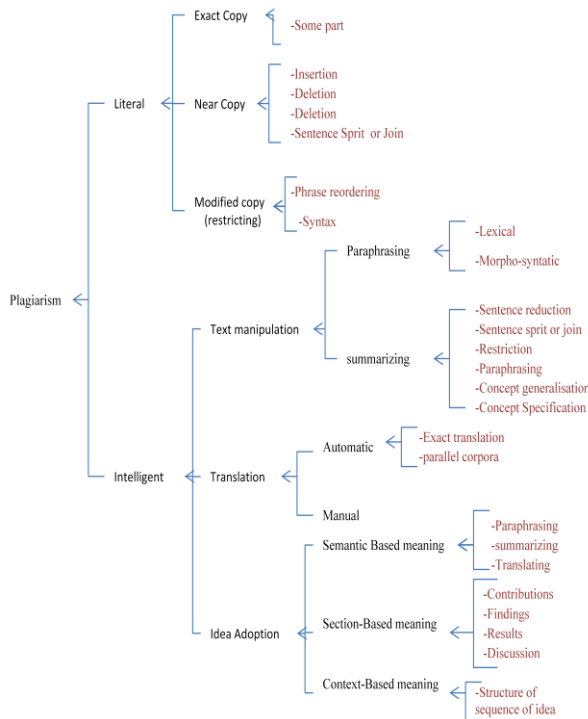 Exact Copy
-Some part
-Insertion
-Deletion
Literal
Near Copy
-Deletion
-Sentence Sprit or Join
Modified copy
(restricting)
-Phrase reordering
-Syntax
Paraphrasing
-Lexical
-Morpho-syntatic
Plagiarism
Text manipulation
-Sentence reduction
-Sentence sprit or join
summarizing
-Restriction
-Paraphrasing
-Concept generalisation
-Concept Specification
Automatic
-Exact translation
-parallel corpora
Intelligent
Translation
Manual
Semantic Based meaning
-Paraphrasing
-summarizing
-Translating
Idea Adoption
Section-Based meaning
-Contributions
-Findings
-Results
-Discussion
Context-Based meaning
-Structure of
sequence of idea